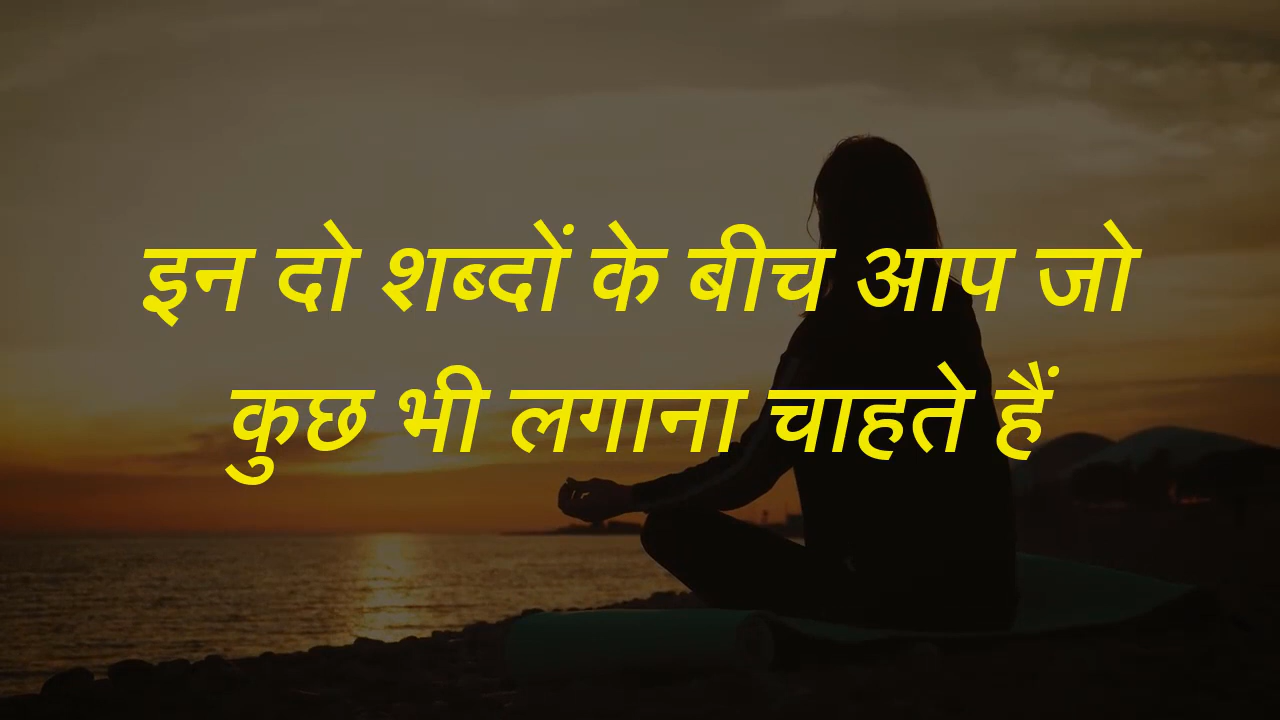 इन दो शब्दों के बीच आप जो
कुछ भी लगाना चाहते हैं